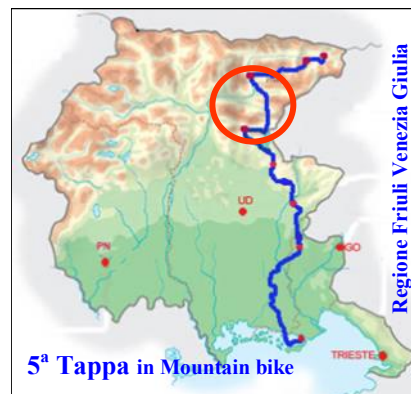 UD
PN
GO
TRIESTE
5ª Tappa in Mountain bike
Regione Friuli Venezia Giulia